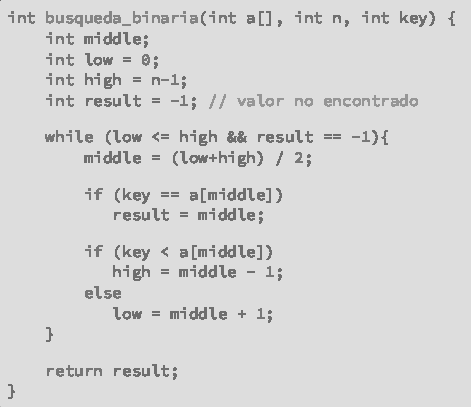 int busqueda_binaria(int a[], int n, int key) {
    int middle;
    int low = 0;
    int high = n-1;
    int result = -1; // valor no encontrado

    while (low <= high && result == -1){
        middle = (low+high) / 2;

        if (key == a[middle])
           result = middle;

        if (key < a[middle])
           high = middle - 1;
        else
           low = middle + 1;
    }

    return result;
}